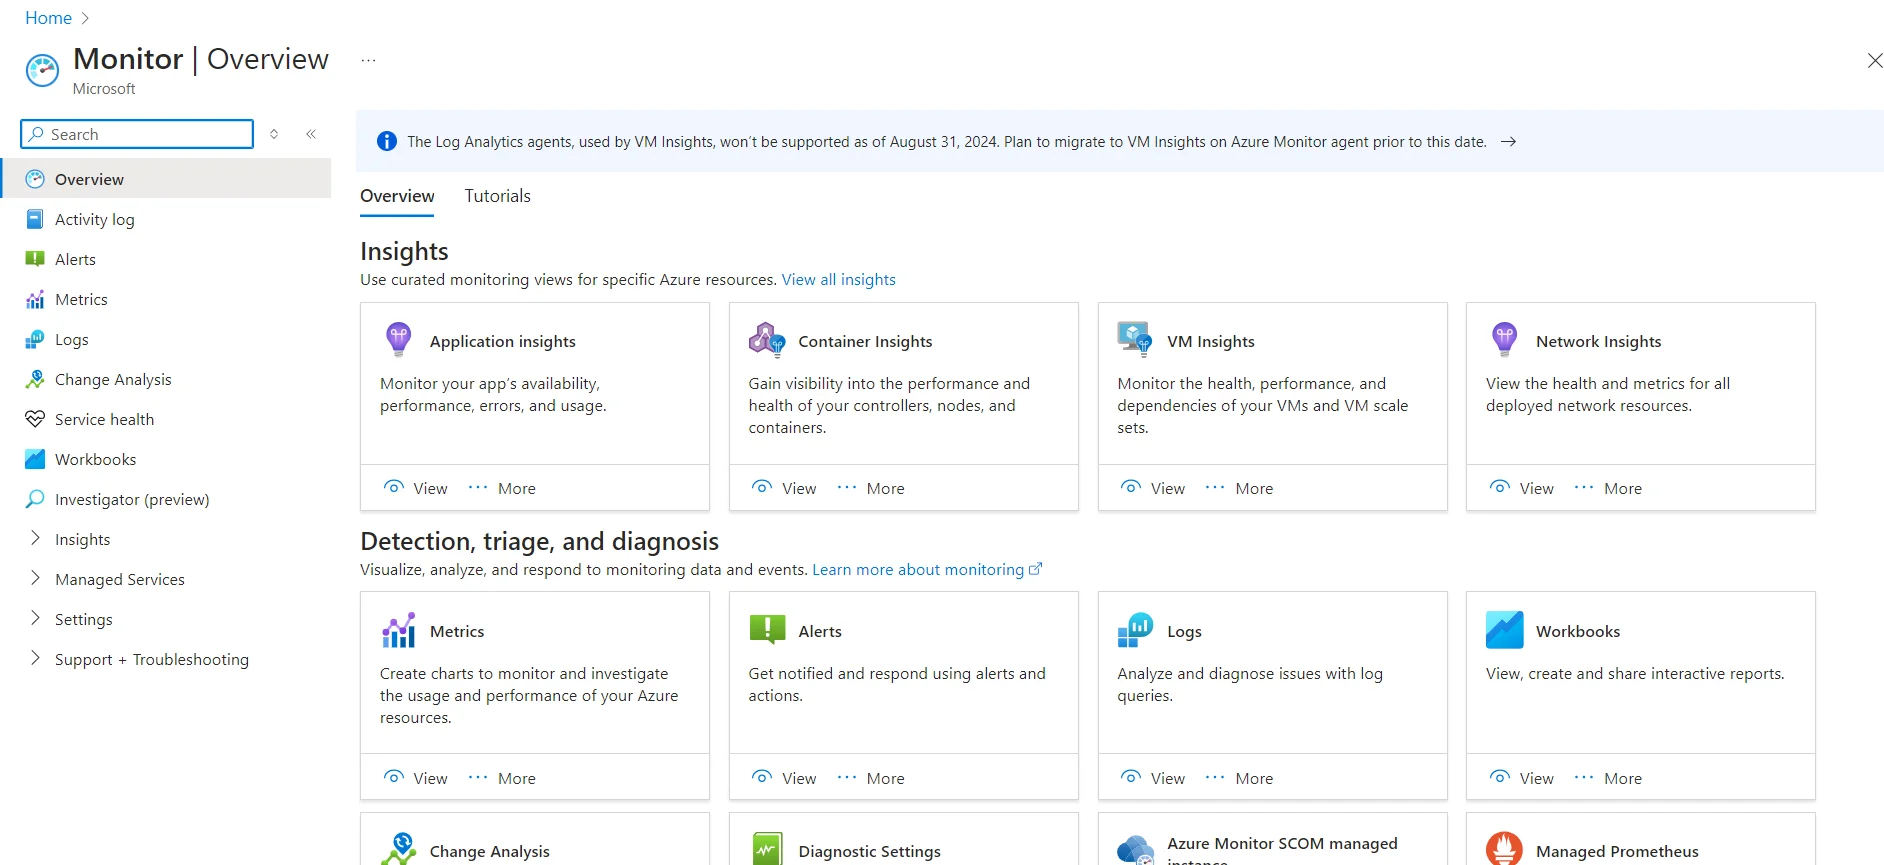 Home
Monitor | Overview
...
Microsoft
Search
Overview
Activity log
Alerts
Metrics
Logs
Change Analysis
Service health
Workbooks
Investigator (preview)
Insights
Managed Services
Settings
Support + Troubleshooting
The Log Analytics agents, used by VM Insights, won’t be supported as of August 31, 2024. Plan to migrate to VM Insights on Azure Monitor agent prior to this date. →
Overview
Tutorials
Insights
Use curated monitoring views for specific Azure resources. View all insights
Application insights
Monitor your app’s availability,
performance, errors, and usage.
View
More
Container Insights
Gain visibility into the performance and
health of your controllers, nodes, and
containers.
View
More
VM Insights
Monitor the health, performance, and
dependencies of your VMs and VM scale
sets.
View
More
Network Insights
View the health and metrics for all
deployed network resources.
View
More
Detection, triage, and diagnosis
Visualize, analyze, and respond to monitoring data and events. Learn more about monitoring
Metrics
Create charts to monitor and investigate
the usage and performance of your Azure
resources.
View
More
Alerts
Get notified and respond using alerts and
actions.
View
More
Logs
Analyze and diagnose issues with log
queries.
View
More
Workbooks
View, create and share interactive reports.
View
More
Change Analysis
Diagnostic Settings
Azure Monitor SCOM managed
instance
Managed Prometheus